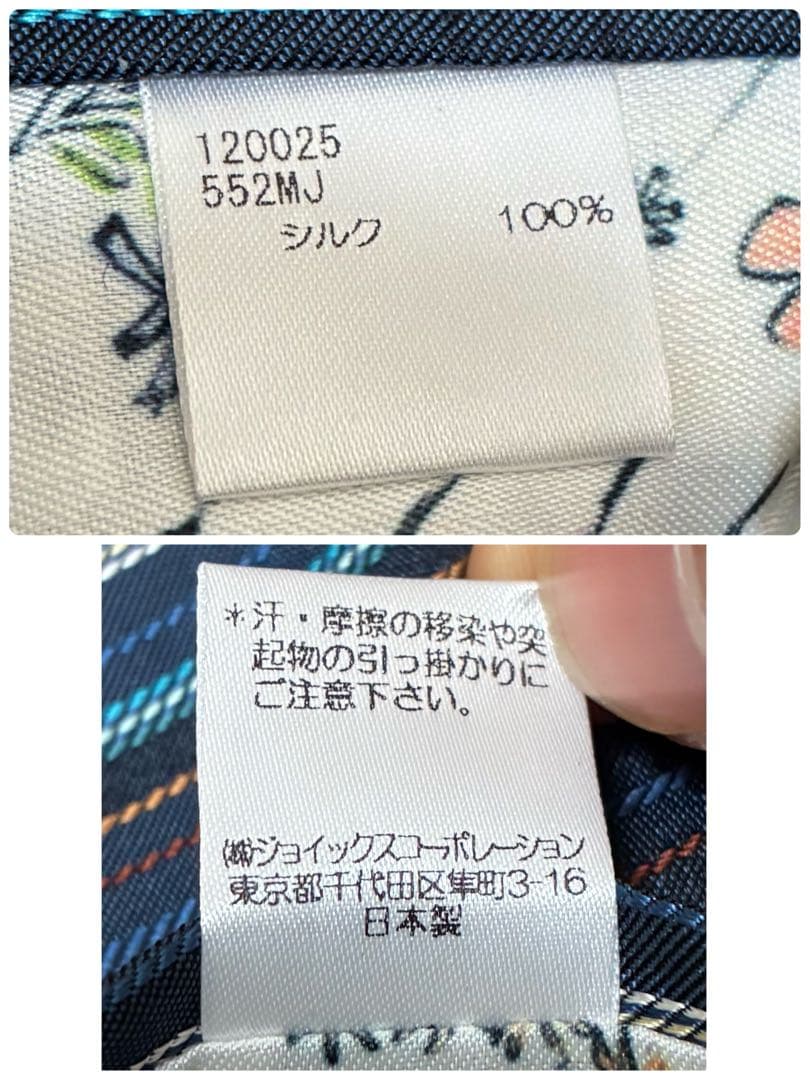 120025
552MJ
シルク 100%
*汗・摩擦の移染や突
起物の引っ掛かりに
ご注意下さい。
㈱ジョイックスコーポレーション
東京都千代田区隼町3-16
日本製